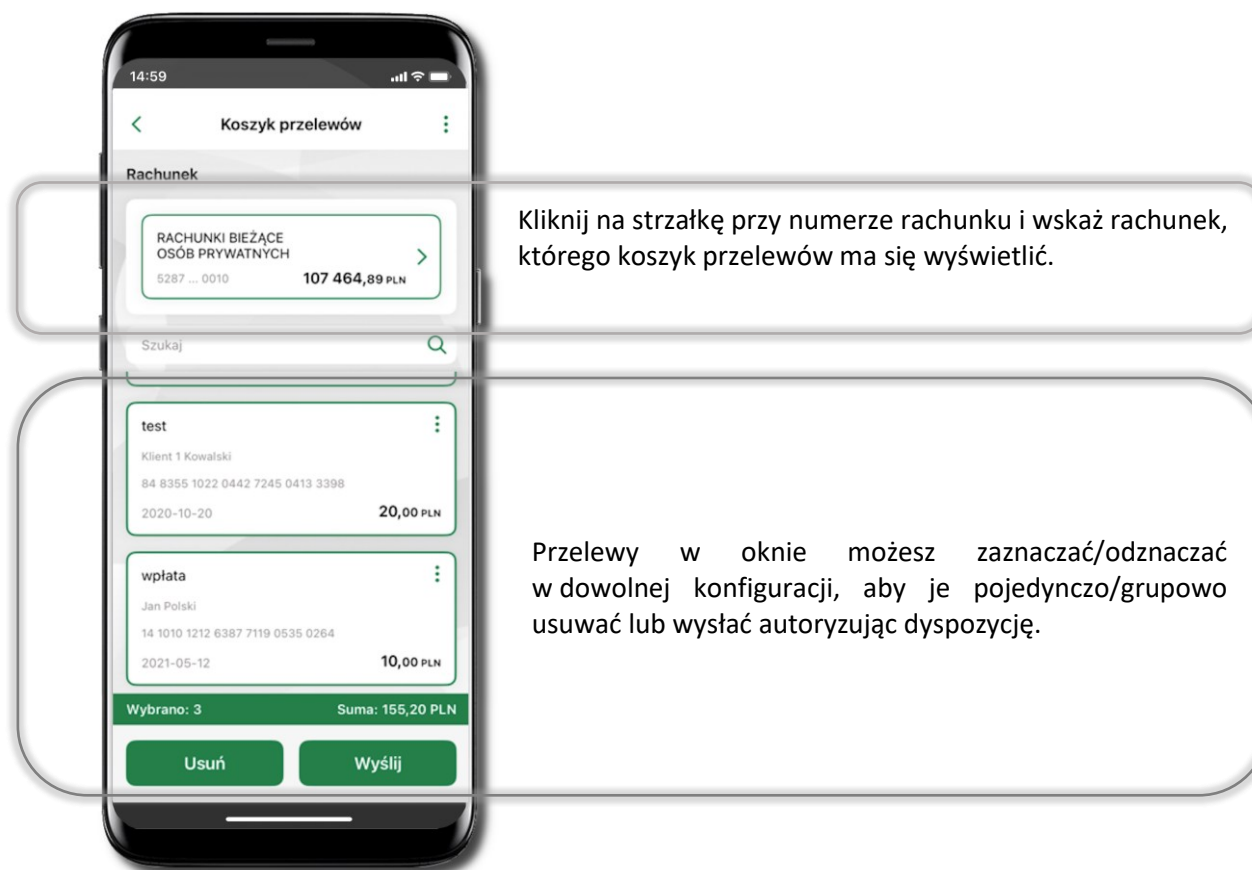 14:59
Koszyk przelewów
Rachunek
RACHUNKI BIEŻĄCE
OSÓB PRYWATNYCH
5287 ... 0010 107 464,89 PLN
Szukaj
test
Klient 1 Kowalski
84 8355 1022 0442 7245 0413 3398
2020-10-20 20,00 PLN
wpłata
Jan Polski
14 1010 1212 6387 7119 0535 0264
2021-05-12 10,00 PLN
Wybrano: 3 Suma: 155,20 PLN
Usuń Wyślij
Kliknij na strzałkę przy numerze rachunku i wskaż rachunek,
którego koszyk przelewów ma się wyświetlić.
Przelewy w oknie możesz zaznaczać/odznaczać
w dowolnej konfiguracji, aby je pojedynczo/grupowo
usuwać lub wysłać autoryzując dyspozycję.